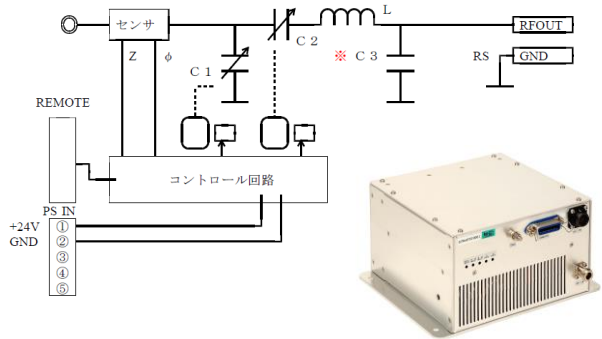 センサ
L
C 2
RFOUT
Z
φ
C 1
※ C 3
RS
GND
REMOTE
コントロール回路
PS IN
+24V
①
GND
②
③
④
⑤